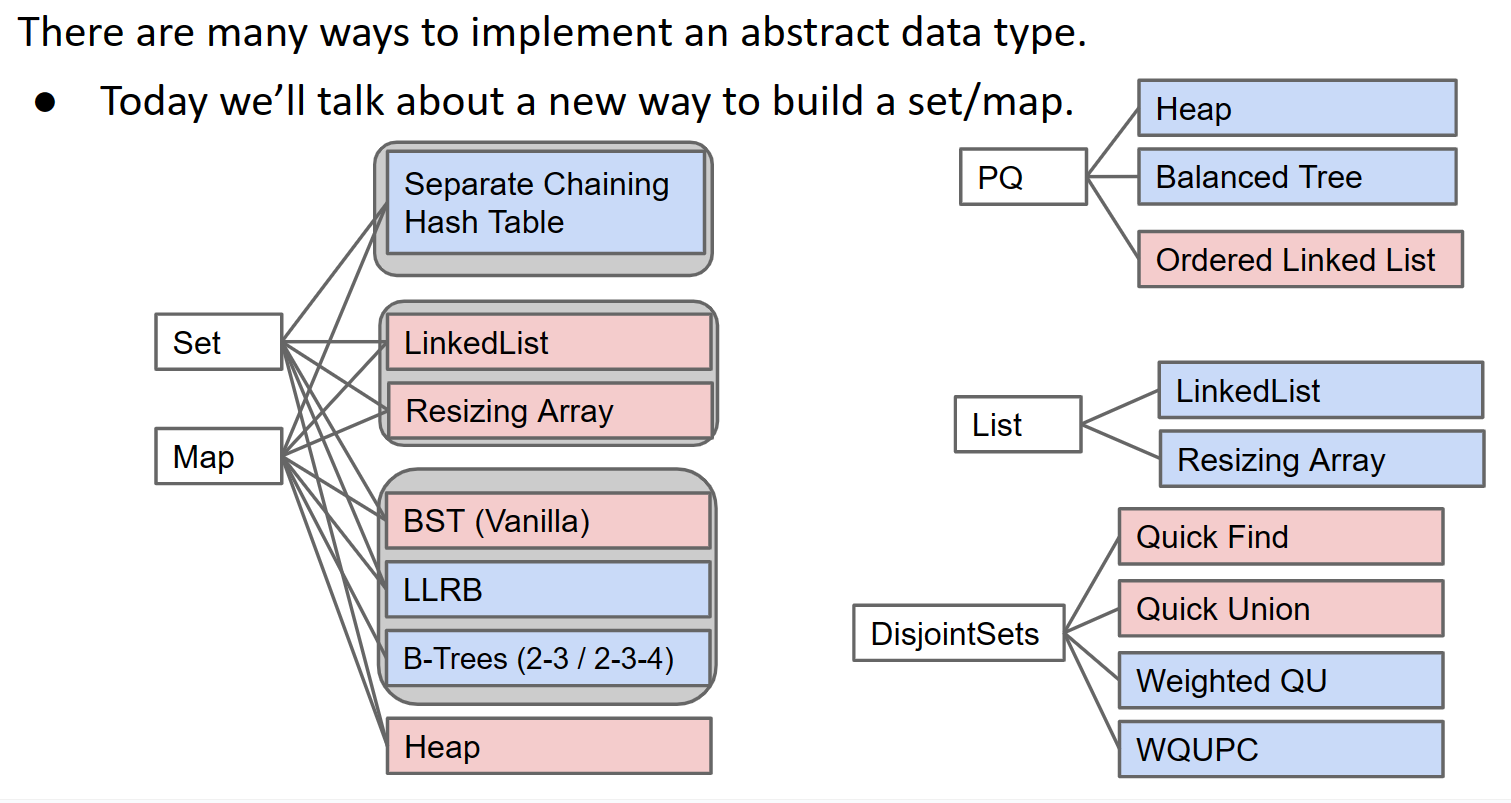 There are many ways to implement an abstract data type.
● Today we’ll talk about a new way to build a set/map.
Separate Chaining
Hash Table
Set
Map
LinkedList
Resizing Array
BST (Vanilla)
LLRB
B-Trees (2-3 / 2-3-4)
Heap
PQ
Heap
Balanced Tree
Ordered Linked List
List
LinkedList
Resizing Array
DisjointSets
Quick Find
Quick Union
Weighted QU
WQUPC